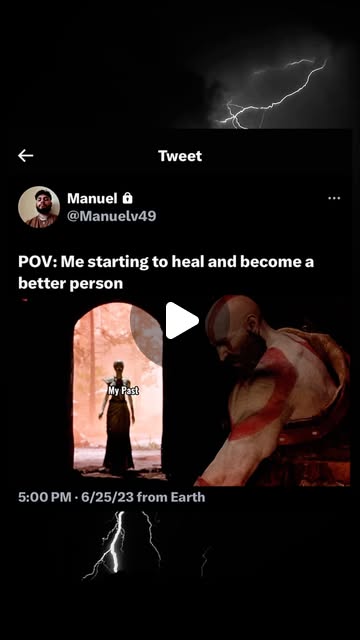 Tweet
Manuel
@Manuelv49
POV: Me starting to heal and become a
better person
My Past
5:00 PM · 6/25/23 from Earth